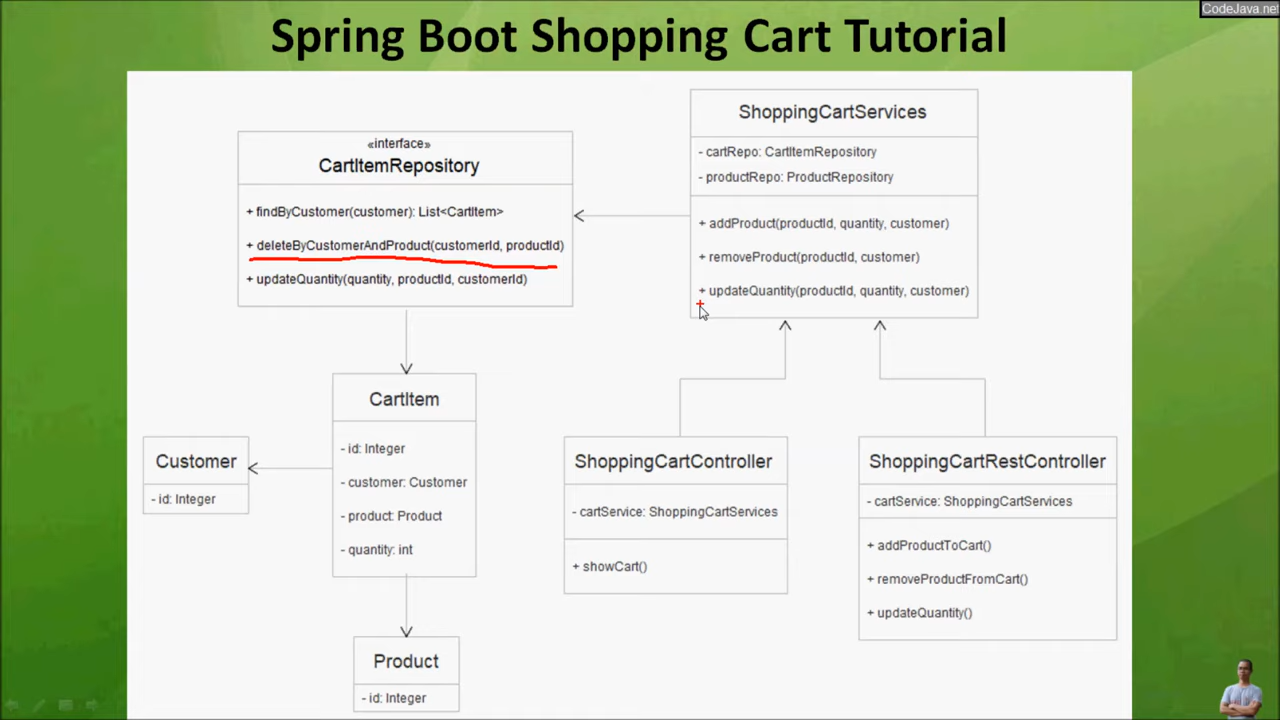 CodeJava.net
Spring Boot Shopping Cart Tutorial
«interface»
CartItemRepository
+ findByCustomer(customer): List<CartItem>
+ deleteByCustomerAndProduct(customerId, productId)
+ updateQuantity(quantity, productId, customerId)
ShoppingCartServices
- cartRepo: CartItemRepository
- productRepo: ProductRepository
+ addProduct(productId, quantity, customer)
+ removeProduct(productId, customer)
+ updateQuantity(productId, quantity, customer)
CartItem
- id: Integer
- customer: Customer
- product: Product
- quantity: int
Customer
- id: Integer
ShoppingCartController
- cartService: ShoppingCartServices
+ showCart()
ShoppingCartRestController
- cartService: ShoppingCartServices
+ addProductToCart()
+ removeProductFromCart()
+ updateQuantity()
Product
- id: Integer